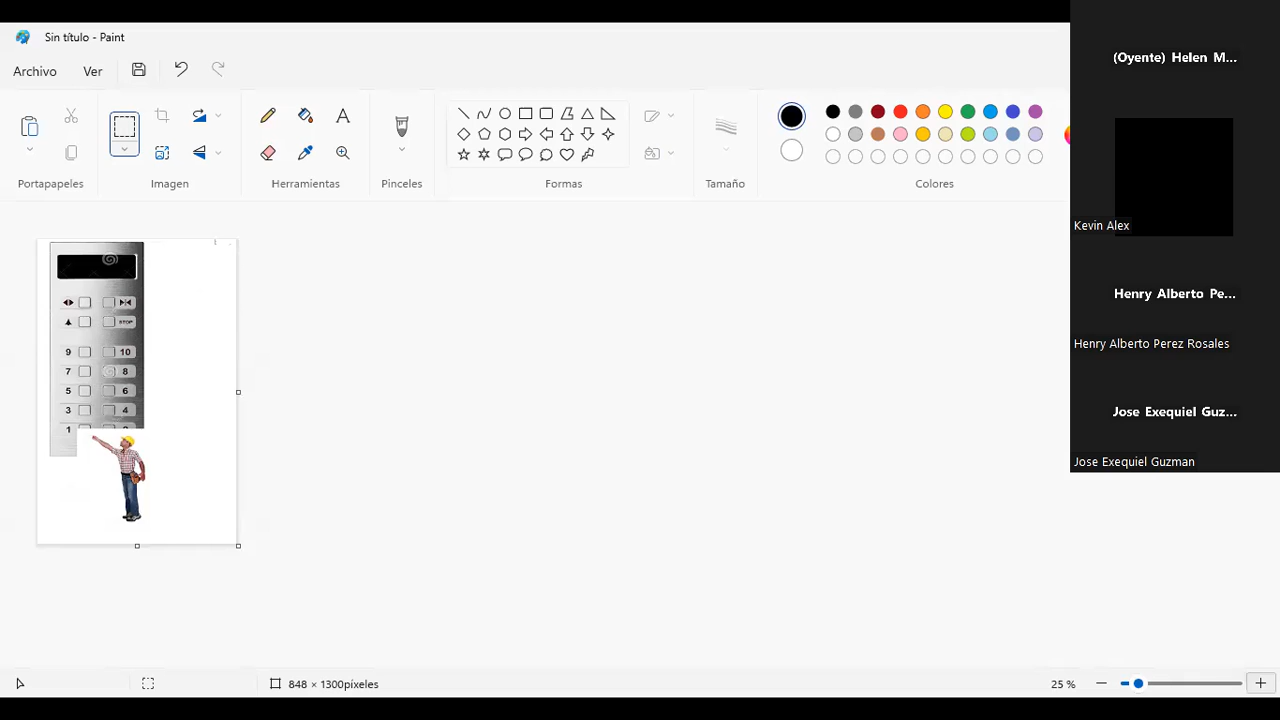 Sin título - Paint
Archivo
Ver
Portapapeles
Imagen
Herramientas
Pinceles
Formas
Tamaño
Colores
(Oyente) Helen M...
Kevin Alex
Henry Alberto Pe...
Henry Alberto Perez Rosales
Jose Exequiel Guz...
Jose Exequiel Guzman
STOP
9 10
7 8
5 6
3 4
1
848 × 1300píxeles
25 %